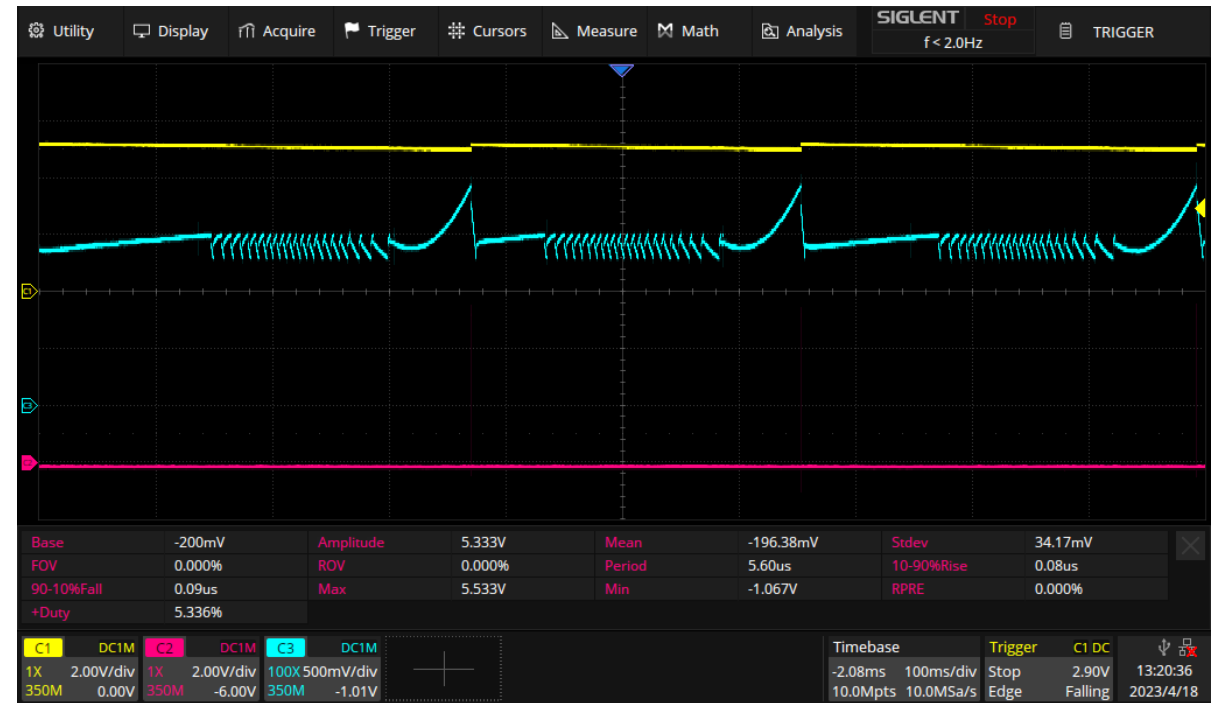 Utility Display Acquire Trigger Cursors Measure Math Analysis SIGLENT Stop TRIGGER
f < 2.0Hz
C1
C3
C2
Base -200mV Amplitude 5.333V Mean -196.38mV Stdev 34.17mV
FOV 0.000% ROV 0.000% Period 5.60us 10-90%Rise 0.08us
90-10%Fall 0.09us Max 5.533V Min -1.067V RPRE 0.000%
+Duty 5.336%
C1 DC1M C2 DC1M C3 DC1M Timebase Trigger C1 DC
1X 2.00V/div 1X 2.00V/div 100X 500mV/div -2.08ms 100ms/div Stop 2.90V 13:20:36
350M 0.00V 350M -6.00V 350M -1.01V 10.0Mpts 10.0MSa/s Edge Falling 2023/4/18